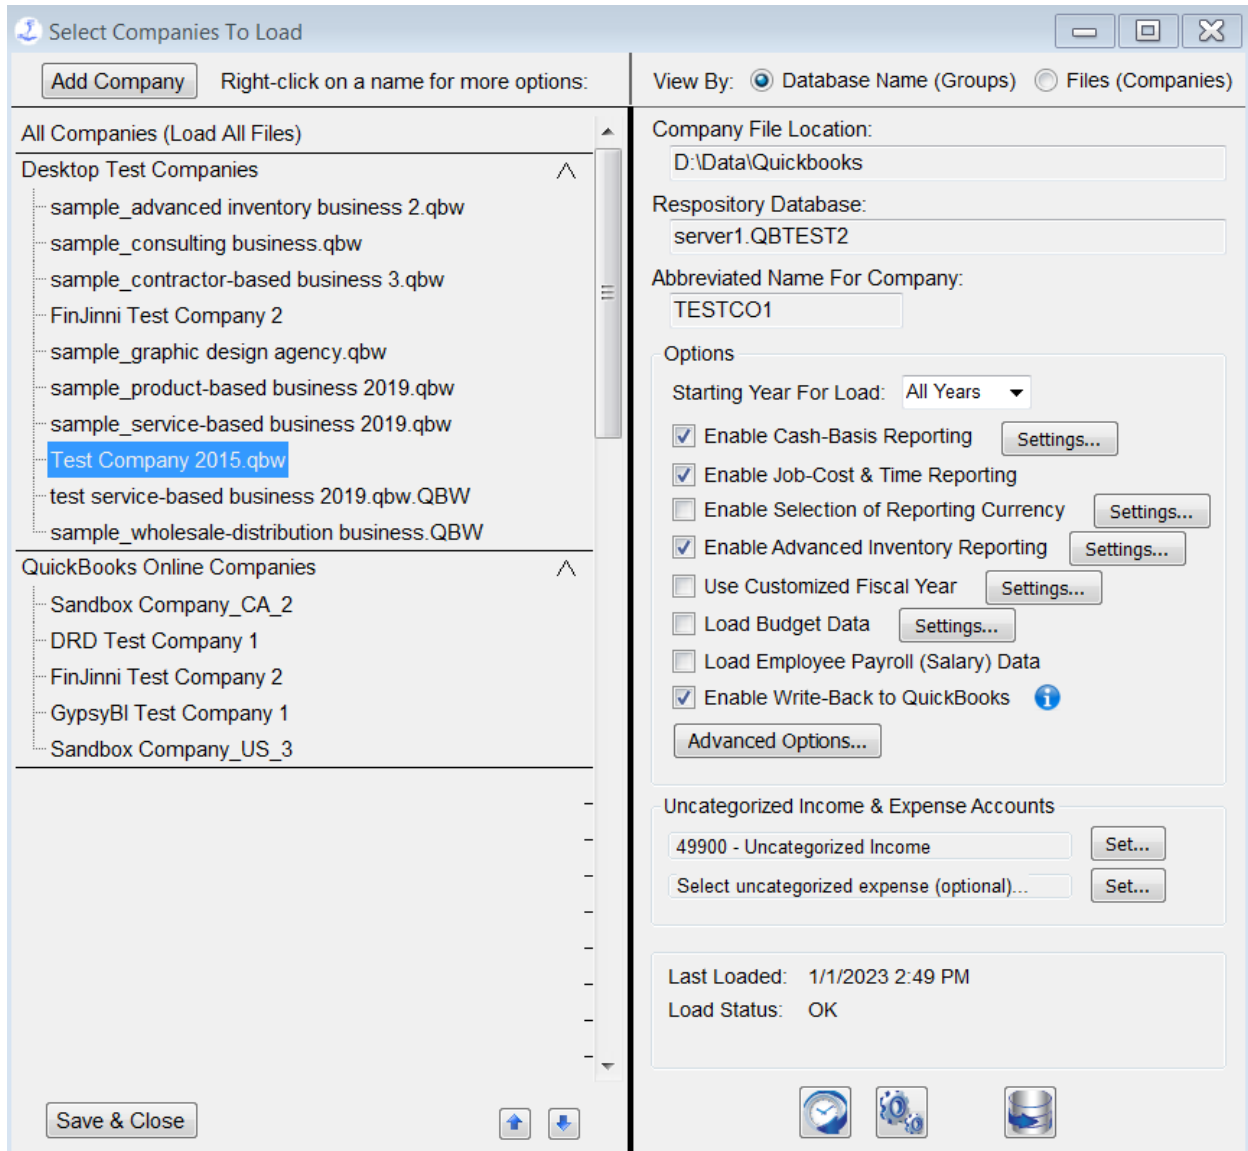 Select Companies To Load
Add Company Right-click on a name for more options:
View By: Database Name (Groups) Files (Companies)
All Companies (Load All Files)
Desktop Test Companies
sample_advanced inventory business 2.qbw
sample_consulting business.qbw
sample_contractor-based business 3.qbw
FinJinni Test Company 2
sample_graphic design agency.qbw
sample_product-based business 2019.qbw
sample_service-based business 2019.qbw
Test Company 2015.qbw
test service-based business 2019.qbw.QBW
sample_wholesale-distribution business.QBW
QuickBooks Online Companies
Sandbox Company_CA_2
DRD Test Company 1
FinJinni Test Company 2
GypsyBI Test Company 1
Sandbox Company_US_3
Save & Close
Company File Location:
D:\Data\Quickbooks
Respository Database:
server1.QBTEST2
Abbreviated Name For Company:
TESTCO1
Options
Starting Year For Load: All Years
Enable Cash-Basis Reporting Settings...
Enable Job-Cost & Time Reporting
Enable Selection of Reporting Currency Settings...
Enable Advanced Inventory Reporting Settings...
Use Customized Fiscal Year Settings...
Load Budget Data Settings...
Load Employee Payroll (Salary) Data
Enable Write-Back to QuickBooks
Advanced Options...
Uncategorized Income & Expense Accounts
49900 - Uncategorized Income Set...
Select uncategorized expense (optional)... Set...
Last Loaded: 1/1/2023 2:49 PM
Load Status: OK